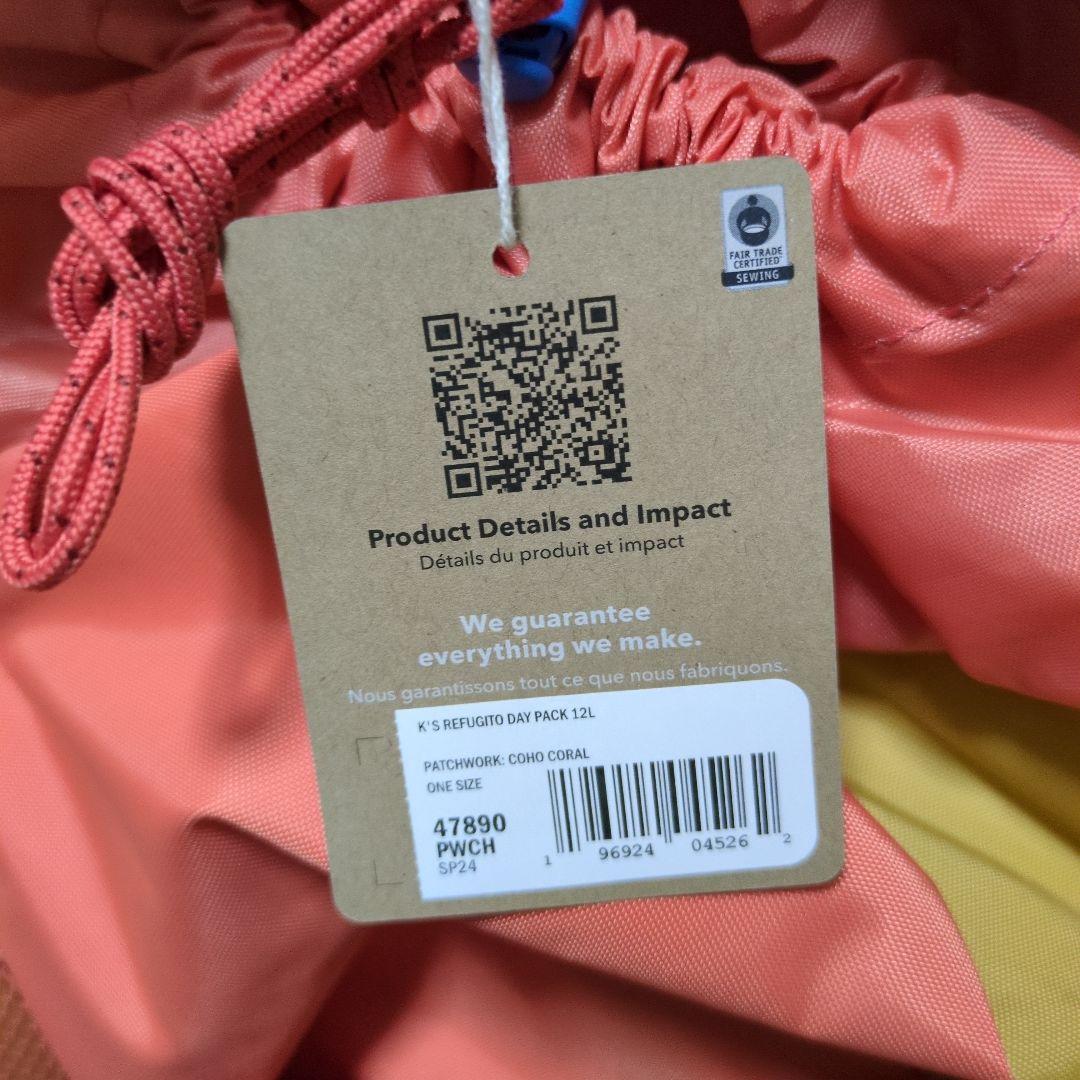 FAIR TRADE
CERTIFIED
SEWING
Product Details and Impact
Détails du produit et impact
We guarantee
everything we make.
Nous garantissons tout ce que nous fabriquons.
K'S REFUGITO DAY PACK 12L
PATCHWORK: COHO CORAL
ONE SIZE
47890
PWCH
SP24
1 96924 04526 2